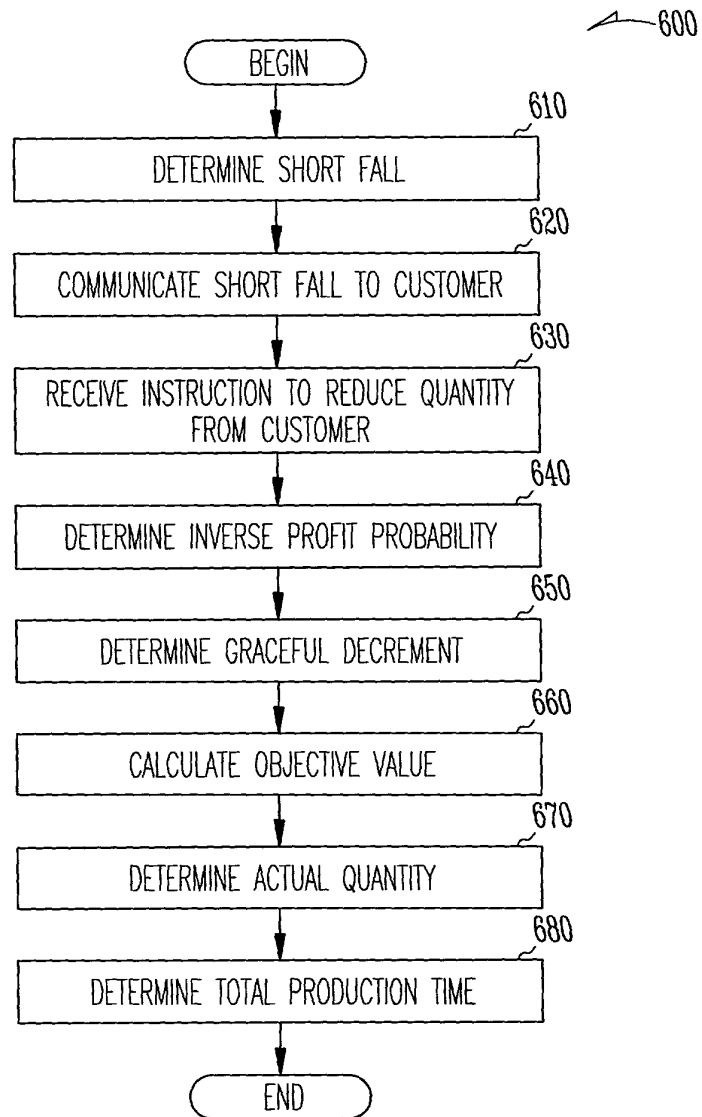 600
BEGIN
610
DETERMINE SHORT FALL
620
COMMUNICATE SHORT FALL TO CUSTOMER
630
RECEIVE INSTRUCTION TO REDUCE QUANTITY
FROM CUSTOMER
640
DETERMINE INVERSE PROFIT PROBABILITY
650
DETERMINE GRACEFUL DECREMENT
660
CALCULATE OBJECTIVE VALUE
670
DETERMINE ACTUAL QUANTITY
680
DETERMINE TOTAL PRODUCTION TIME
END